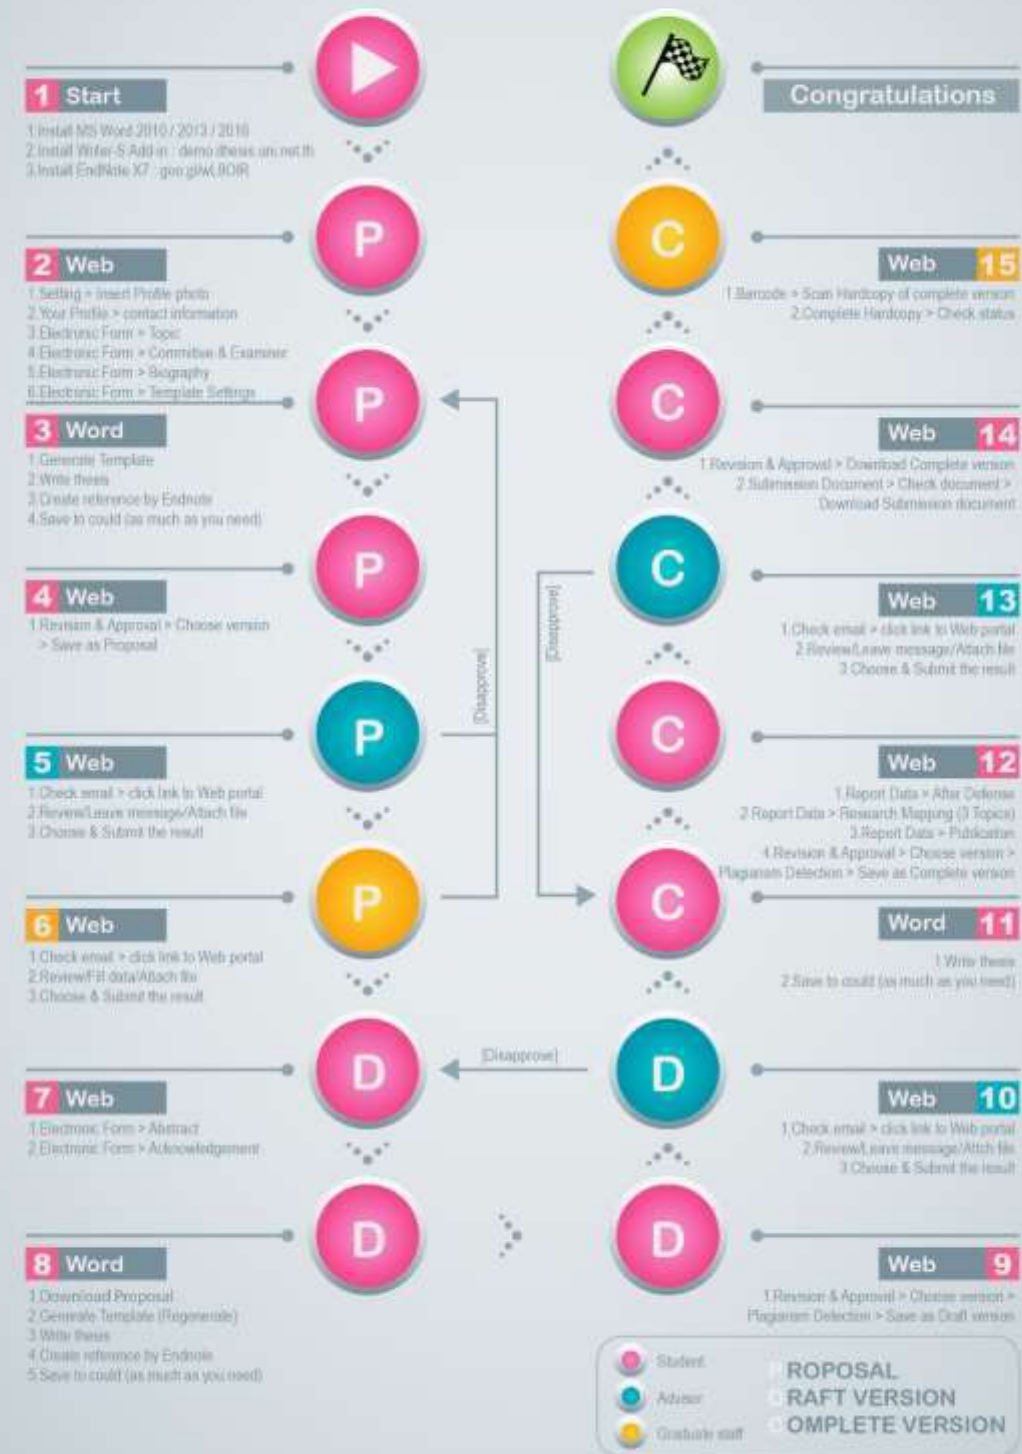 1 Start
1.Install MS Word 2010 / 2013 / 2016
2.Install Writer-S Add-in : demo.ithesis.uni.net.th
3.Install EndNote X7 :
P
2 Web
1.Setting > Insert Profile photo
2.Your Profile > contact information
3.Electronic Form > Topic
4.Electronic Form > Committee & Examiner
5.Electronic Form > Biography
6.Electronic Form > Template Settings
P
3 Word
1.Generate Template
2.Write thesis
3.Create reference by Endnote
4.Save to could (as much as you need)
P
4 Web
1.Revision & Approval > Choose version
> Save as Proposal
P
[Disapprove]
5 Web
1.Check email > click link to Web portal
2.Review/Leave message/Attach file
3.Choose & Submit the result
P
6 Web
1.Check email > click link to Web portal
2.Review/Fill data/Attach file
3.Choose & Submit the result
D
[Disapprove]
7 Web
1.Electronic Form > Abstract
2.Electronic Form > Acknowledgement
D
8 Word
1.Download Proposal
2.Generate Template (Regenerate)
3.Write thesis
4.Create reference by Endnote
5.Save to could (as much as you need)
Congratulations
C
Web 15
1.Barcode > Scan Hardcopy of complete version
2.Complete Hardcopy > Check status
C
Web 14
1.Revision & Approval > Download Complete version
2.Submission Document > Check document >
Download Submission document
C
[Disapprove]
Web 13
1.Check email > click link to Web portal
2.Review/Leave message/Attach file
3.Choose & Submit the result
C
Web 12
1.Report Data > After Defense
2.Report Data > Research Mapping (3 Topics)
3.Report Data > Publication
4.Revision & Approval > Choose version >
Plagiarism Detection > Save as Complete version
C
Word 11
1.Write thesis
2.Save to could (as much as you need)
D
Web 10
1.Check email > click link to Web portal
2.Review/Leave message/Attch file
3.Choose & Submit the result
D
Web 9
1.Revision & Approval > Choose version >
Plagiarism Detection > Save as Draft version
Student
Advisor
Graduate staff
PROPOSAL
DRAFT VERSION
COMPLETE VERSION